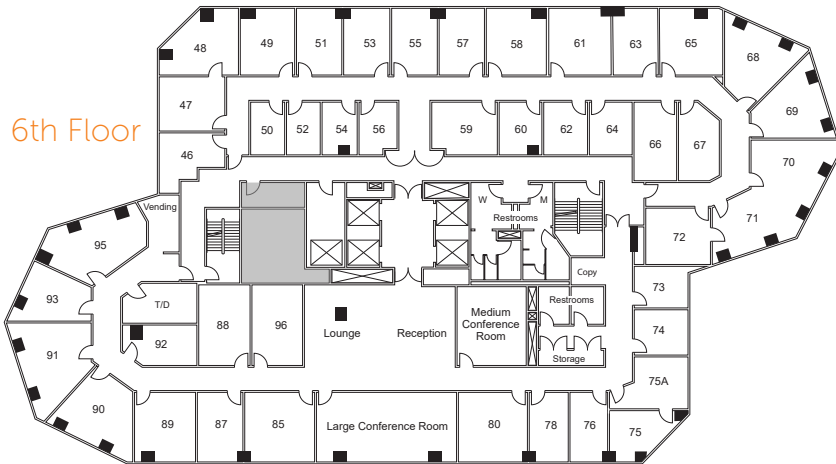 6th Floor
48
49
51
53
55
57
58
61
63
65
68
69
47
46
50
52
54
56
59
60
62
64
66
67
70
71
72
Vending
W
M
Restrooms
95
93
91
90
T/D
92
88
96
Lounge
Reception
Medium
Conference
Room
Copy
Restrooms
Storage
73
74
75A
75
89
87
85
Large Conference Room
80
78
76